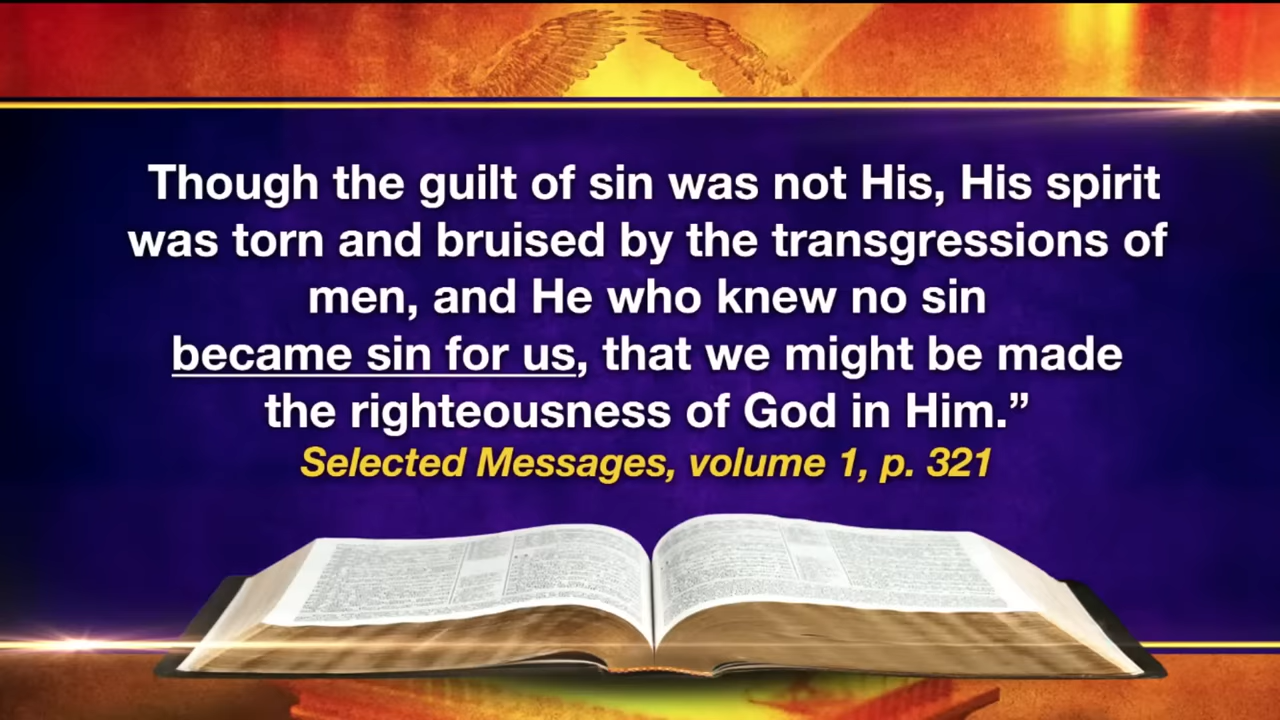 Though the guilt of sin was not His, His spirit
was torn and bruised by the transgressions of
men, and He who knew no sin
became sin for us, that we might be made
the righteousness of God in Him.”
Selected Messages, volume 1, p. 321